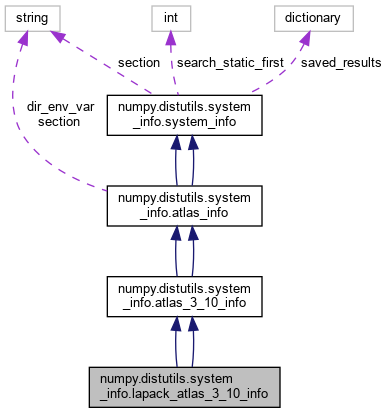 string
int
dictionary
section
search_static_first
saved_results
dir_env_var
section
numpy.distutils.system
_info.system_info
numpy.distutils.system
_info.atlas_info
numpy.distutils.system
_info.atlas_3_10_info
numpy.distutils.system
_info.lapack_atlas_3_10_info